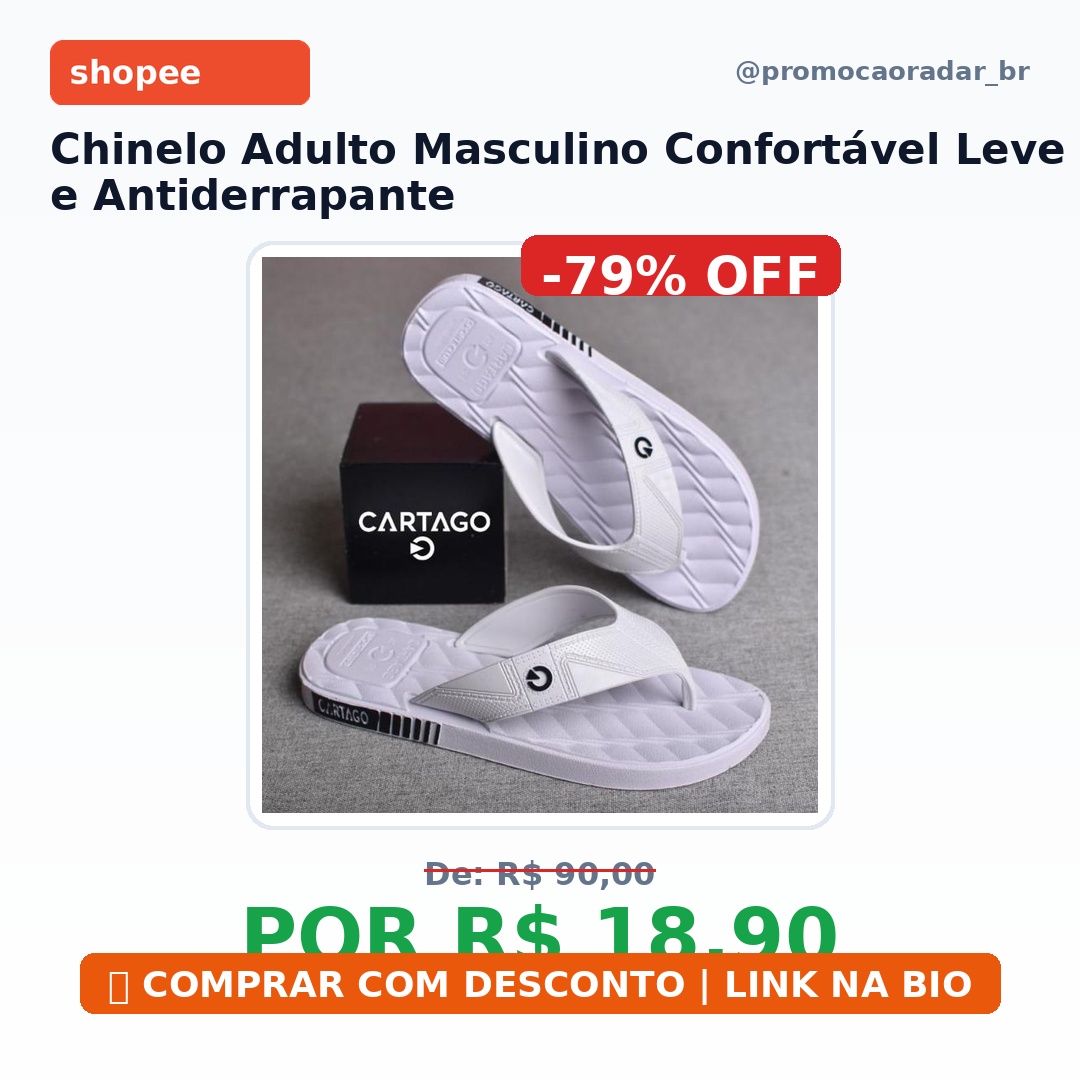 shopee
@promocaoradar_br
Chinelo Adulto Masculino Confortável Leve
e Antiderrapante
-79% OFF
CARTAGO
CARTAGO
CARTAGO
De: R$ 90,00
POR R$ 18,90
COMPRAR COM DESCONTO | LINK NA BIO